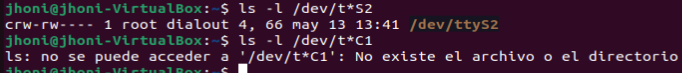 jhoni@jhoni-VirtualBox:~$ ls -l /dev/t*S2
crw-rw---- 1 root dialout 4, 66 may 13 13:41 /dev/ttyS2
jhoni@jhoni-VirtualBox:~$ ls -l /dev/t*C1
ls: no se puede acceder a '/dev/t*C1': No existe el archivo o el directorio
jhoni@jhoni-VirtualBox:~$